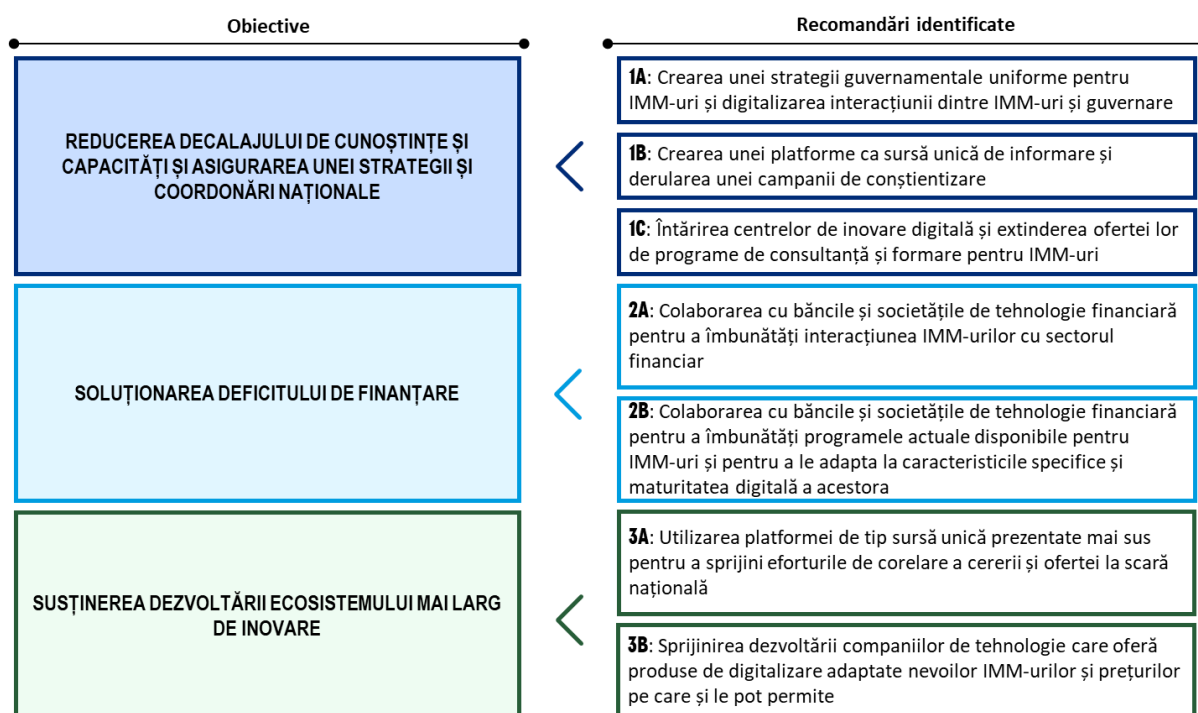 Obiective
Recomandări identificate
REDUCEREA DECALAJULUI DE CUNOȘTINȚE ȘI
CAPACITĂȚI ȘI ASIGURAREA UNEI STRATEGII ȘI
COORDONĂRI NAȚIONALE
1A: Crearea unei strategii guvernamentale uniforme pentru
IMM-uri și digitalizarea interacțiunii dintre IMM-uri și guvernare
1B: Crearea unei platforme ca sursă unică de informare și
derularea unei campanii de conștientizare
1C: Întărirea centrelor de inovare digitală și extinderea ofertei lor
de programe de consultanță și formare pentru IMM-uri
SOLUȚIONAREA DEFICITULUI DE FINANȚARE
2A: Colaborarea cu băncile și societățile de tehnologie financiară
pentru a îmbunătăți interacțiunea IMM-urilor cu sectorul
financiar
2B: Colaborarea cu băncile și societățile de tehnologie financiară
pentru a îmbunătăți programele actuale disponibile pentru
IMM-uri și pentru a le adapta la caracteristicile specifice și
maturitatea digitală a acestora
SUSȚINEREA DEZVOLTĂRII ECOSISTEMULUI MAI LARG
DE INOVARE
3A: Utilizarea platformei de tip sursă unică prezentate mai sus
pentru a sprijini eforturile de corelare a cererii și ofertei la scară
națională
3B: Sprijinirea dezvoltării companiilor de tehnologie care oferă
produse de digitalizare adaptate nevoilor IMM-urilor și prețurilor
pe care și le pot permite